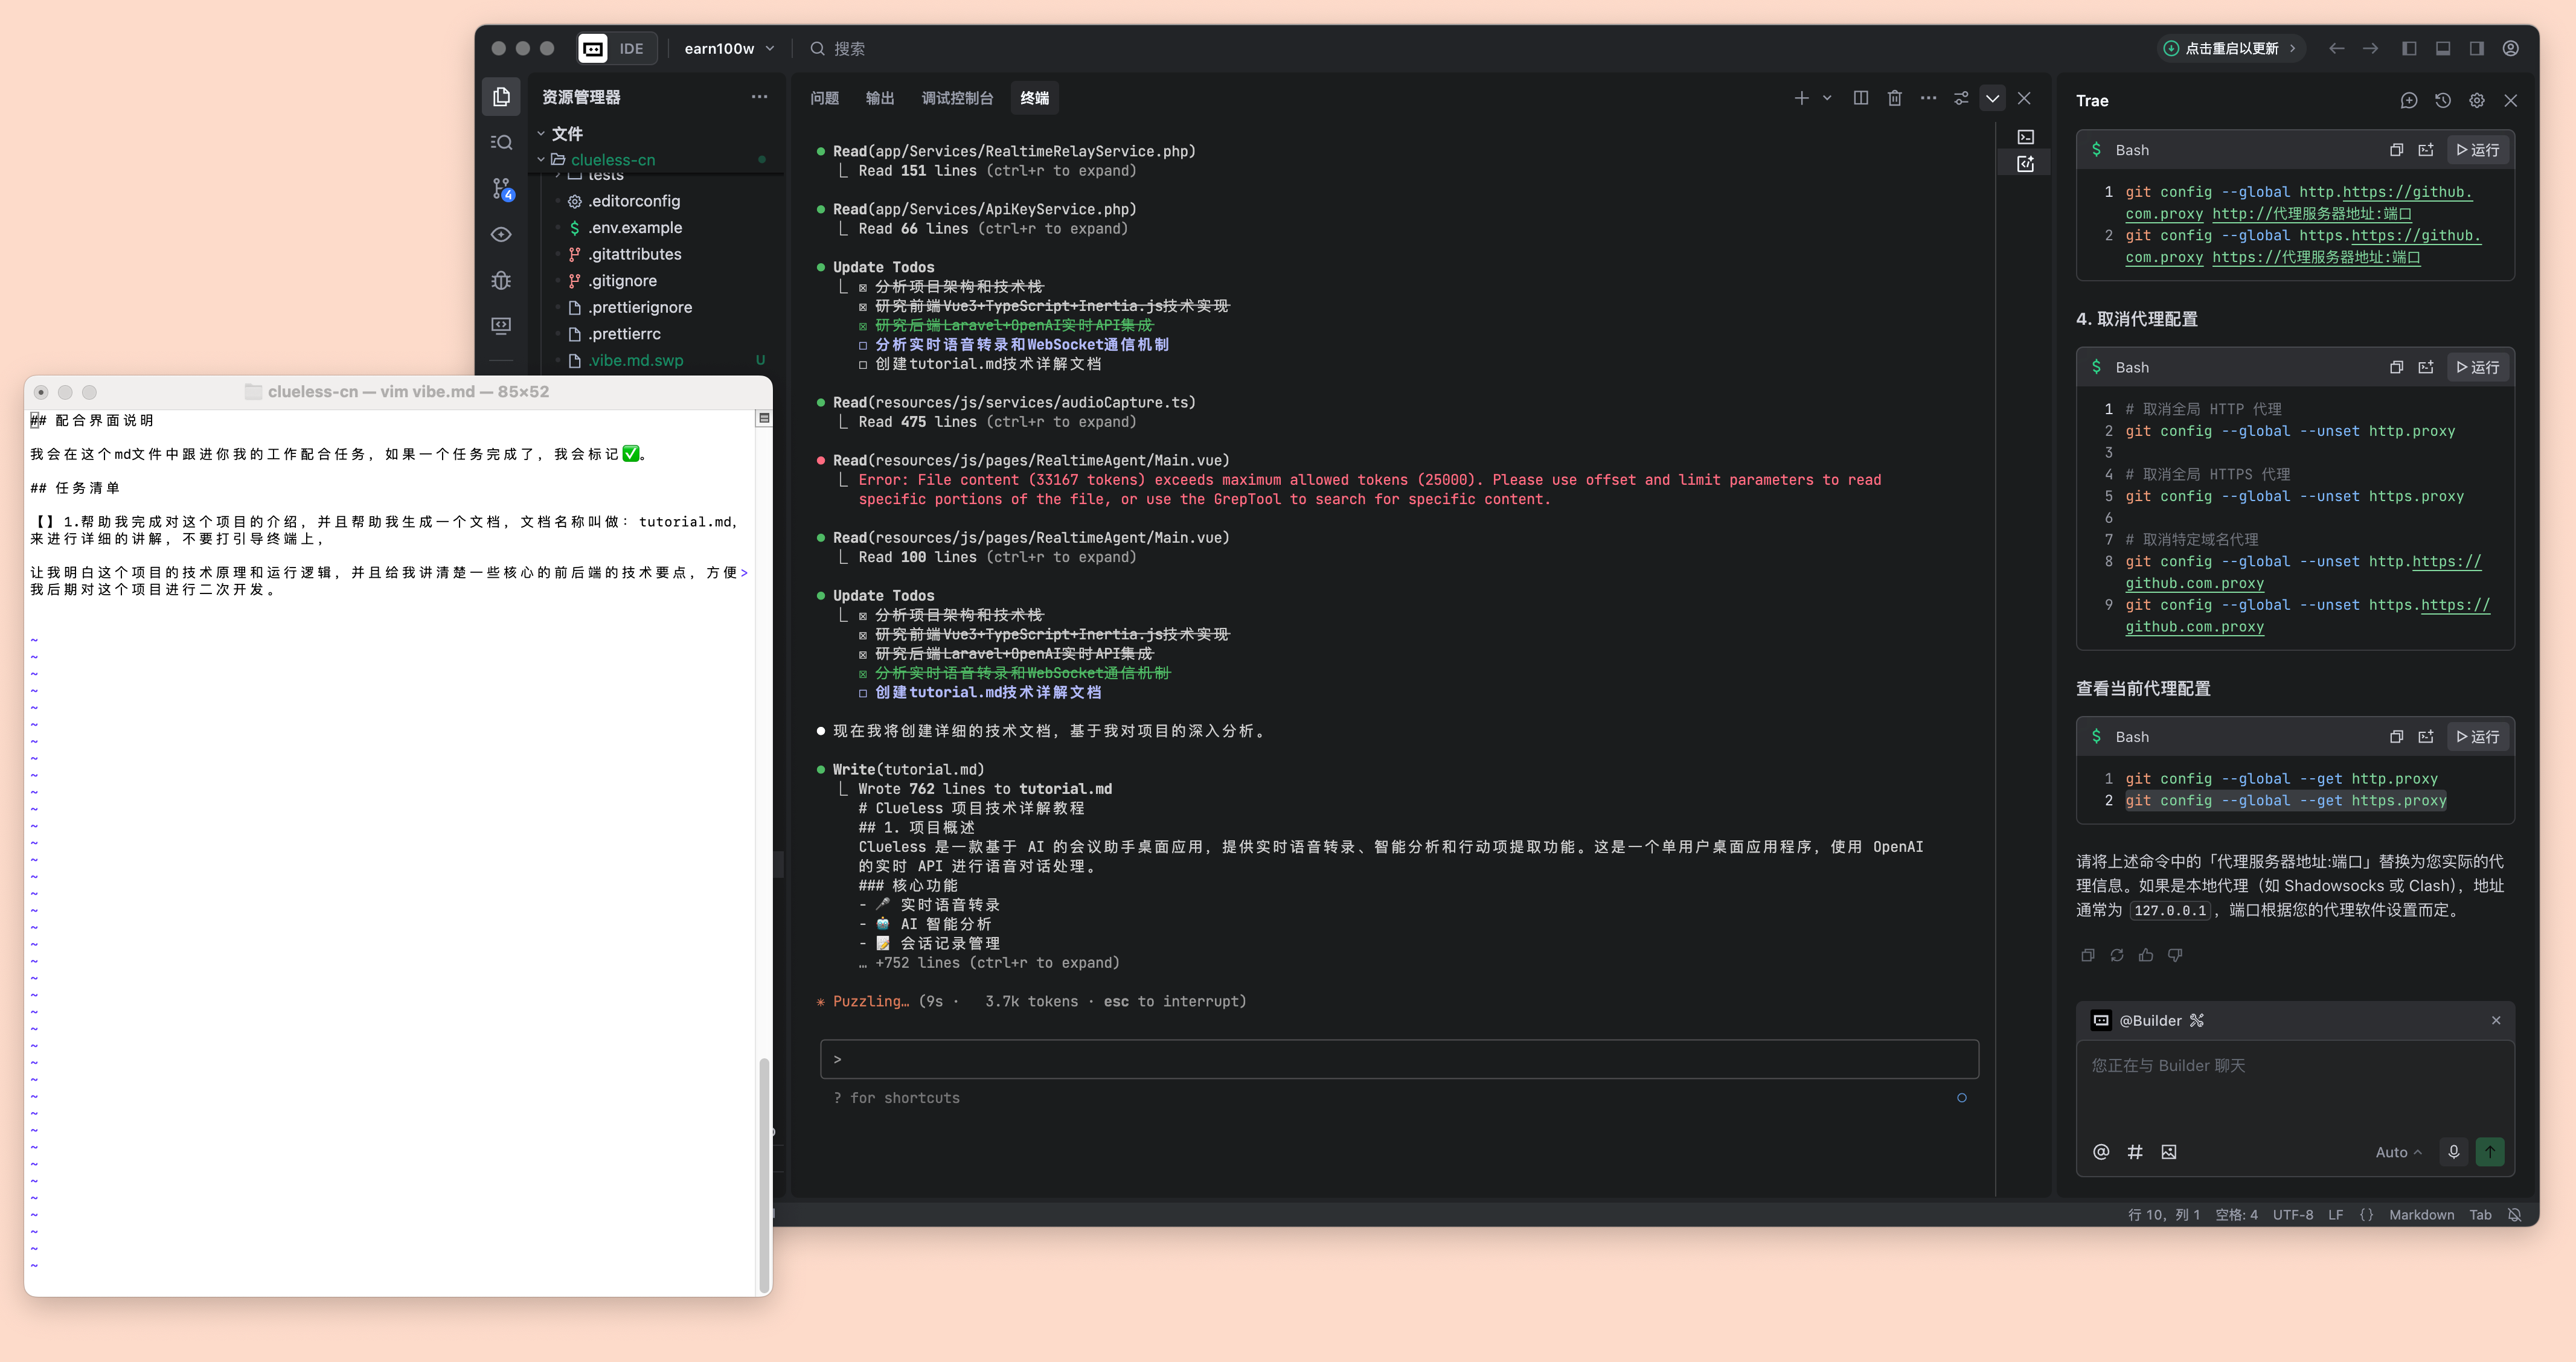 IDE
earn100w
搜索
点击重启以更新
资源管理器
文件
clueless-cn
tests
.editorconfig
.env.example
.gitattributes
.gitignore
.prettierignore
.prettierrc
.vibe.md.swp U
4
问题 输出 调试控制台 终端
Read(app/Services/RealtimeRelayService.php)
Read 151 lines (ctrl+r to expand)
Read(app/Services/ApiKeyService.php)
Read 66 lines (ctrl+r to expand)
Update Todos
☒ 分析项目架构和技术栈
☒ 研究前端Vue3+TypeScript+Inertia.js技术实现
☒ 研究后端Laravel+OpenAI实时API集成
☐ 分析实时语音转录和WebSocket通信机制
☐ 创建tutorial.md技术详解文档
Read(resources/js/services/audioCapture.ts)
Read 475 lines (ctrl+r to expand)
Read(resources/js/pages/RealtimeAgent/Main.vue)
Error: File content (33167 tokens) exceeds maximum allowed tokens (25000). Please use offset and limit parameters to read
specific portions of the file, or use the GrepTool to search for specific content.
Read(resources/js/pages/RealtimeAgent/Main.vue)
Read 100 lines (ctrl+r to expand)
Update Todos
☒ 分析项目架构和技术栈
☒ 研究前端Vue3+TypeScript+Inertia.js技术实现
☒ 研究后端Laravel+OpenAI实时API集成
☒ 分析实时语音转录和WebSocket通信机制
☐ 创建tutorial.md技术详解文档
现在我将创建详细的技术文档，基于我对项目的深入分析。
Write(tutorial.md)
Wrote 762 lines to tutorial.md
# Clueless 项目技术详解教程
## 1. 项目概述
Clueless 是一款基于 AI 的会议助手桌面应用，提供实时语音转录、智能分析和行动项提取功能。这是一个单用户桌面应用程序，使用 OpenAI
的实时 API 进行语音对话处理。
### 核心功能
- 🎤 实时语音转录
- 🤖 AI 智能分析
- 📝 会话记录管理
… +752 lines (ctrl+r to expand)
✳ Puzzling… (9s · 3.7k tokens · esc to interrupt)
>
? for shortcuts
Trae
$ Bash 运行
1 git config --global http.https://github.
com.proxy http://代理服务器地址:端口
2 git config --global https.https://github.
com.proxy https://代理服务器地址:端口
4. 取消代理配置
$ Bash 运行
1 # 取消全局 HTTP 代理
2 git config --global --unset http.proxy
3
4 # 取消全局 HTTPS 代理
5 git config --global --unset https.proxy
6
7 # 取消特定域名代理
8 git config --global --unset http.https://
github.com.proxy
9 git config --global --unset https.https://
github.com.proxy
查看当前代理配置
$ Bash 运行
1 git config --global --get http.proxy
2 git config --global --get https.proxy
请将上述命令中的「代理服务器地址:端口」替换为您实际的代
理信息。如果是本地代理（如 Shadowsocks 或 Clash），地址
通常为 127.0.0.1 ，端口根据您的代理软件设置而定。
@Builder
您正在与 Builder 聊天
Auto
行 10，列 1 空格: 4 UTF-8 LF {} Markdown Tab
clueless-cn — vim vibe.md — 85×52
## 配合界面说明
我会在这个md文件中跟进你我的工作配合任务，如果一个任务完成了，我会标记✅。
## 任务清单
【】1.帮助我完成对这个项目的介绍，并且帮助我生成一个文档，文档名称叫做：tutorial.md，
来进行详细的讲解，不要打引导终端上，
让我明白这个项目的技术原理和运行逻辑，并且给我讲清楚一些核心的前后端的技术要点，方便>
我后期对这个项目进行二次开发。